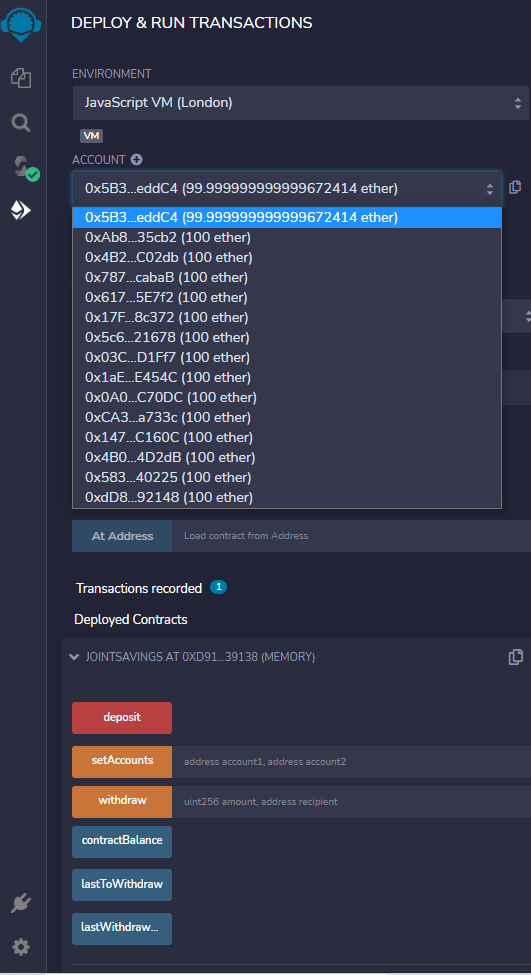 DEPLOY & RUN TRANSACTIONS
ENVIRONMENT
JavaScript VM (London)
VM
ACCOUNT
0x5B3...eddC4 (99.999999999999672414 ether)
0x5B3...eddC4 (99.999999999999672414 ether)
0xAb8...35cb2 (100 ether)
0x4B2...C02db (100 ether)
0x787...cabaB (100 ether)
0x617...5E7f2 (100 ether)
0x17F...8c372 (100 ether)
0x5c6...21678 (100 ether)
0x03C...D1Ff7 (100 ether)
0x1aE...E454C (100 ether)
0x0A0...C70DC (100 ether)
0xCA3...a733c (100 ether)
0x147...C160C (100 ether)
0x4B0...4D2dB (100 ether)
0x583...40225 (100 ether)
0xdD8...92148 (100 ether)
At Address Load contract from Address
Transactions recorded 1
Deployed Contracts
JOINTSAVINGS AT 0XD91...39138 (MEMORY)
deposit
setAccounts address account1, address account2
withdraw uint256 amount, address recipient
contractBalance
lastToWithdraw
lastWithdraw...